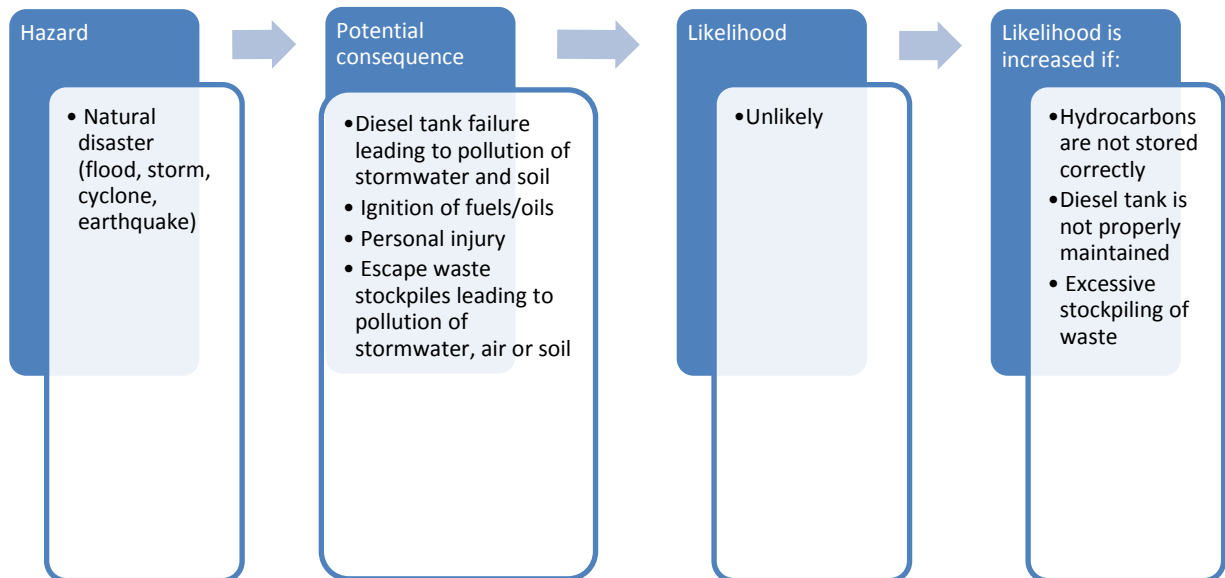 Hazard
• Natural
disaster
(flood, storm,
cyclone,
earthquake)
Potential
consequence
•Diesel tank failure
leading to pollution of
stormwater and soil
• Ignition of fuels/oils
• Personal injury
• Escape waste
stockpiles leading to
pollution of
stormwater, air or soil
Likelihood
•Unlikely
Likelihood is
increased if:
• Hydrocarbons
are not stored
correctly
• Diesel tank is
not properly
maintained
• Excessive
stockpiling of
waste